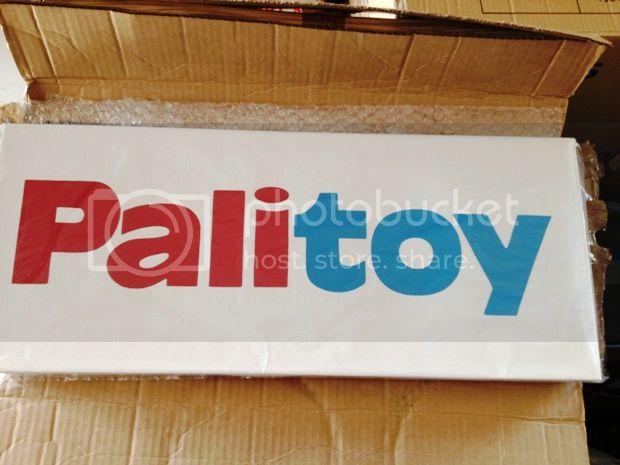 Palitoy
photobucket
host. store. share.